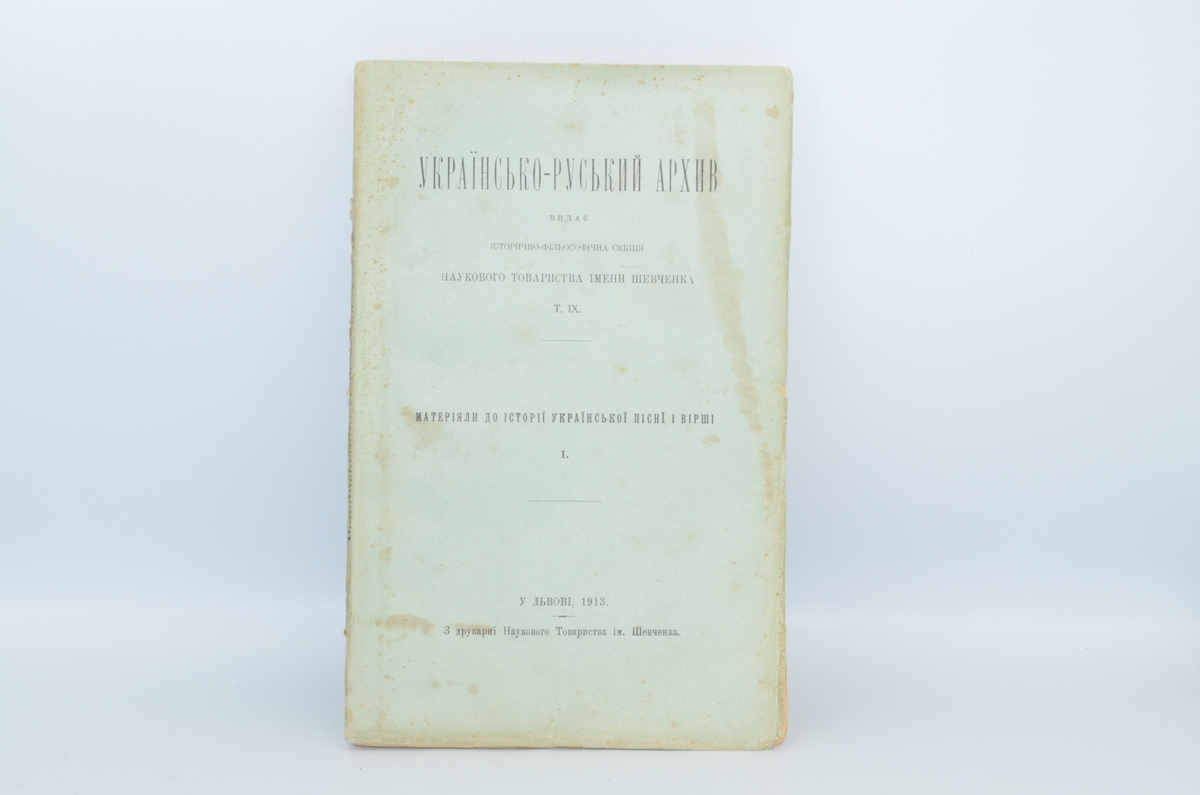 УКРАЇНСЬКО-РУСЬКИЙ АРХИВ
ВИДАЄ
ІСТОРИЧНО-ФІЛЬОСОФІЧНА СЕКЦІЯ
НАУКОВОГО ТОВАРИСТВА ІМЕНИ ШЕВЧЕНКА
Т. IX.
МАТЕРІЯЛИ ДО ІСТОРІЇ УКРАЇНСЬКОЇ ПІСНЇ І ВІРШІ
I.
У ЛЬВОВІ, 1913.
З друкарні Наукового Товариства ім. Шевченка.